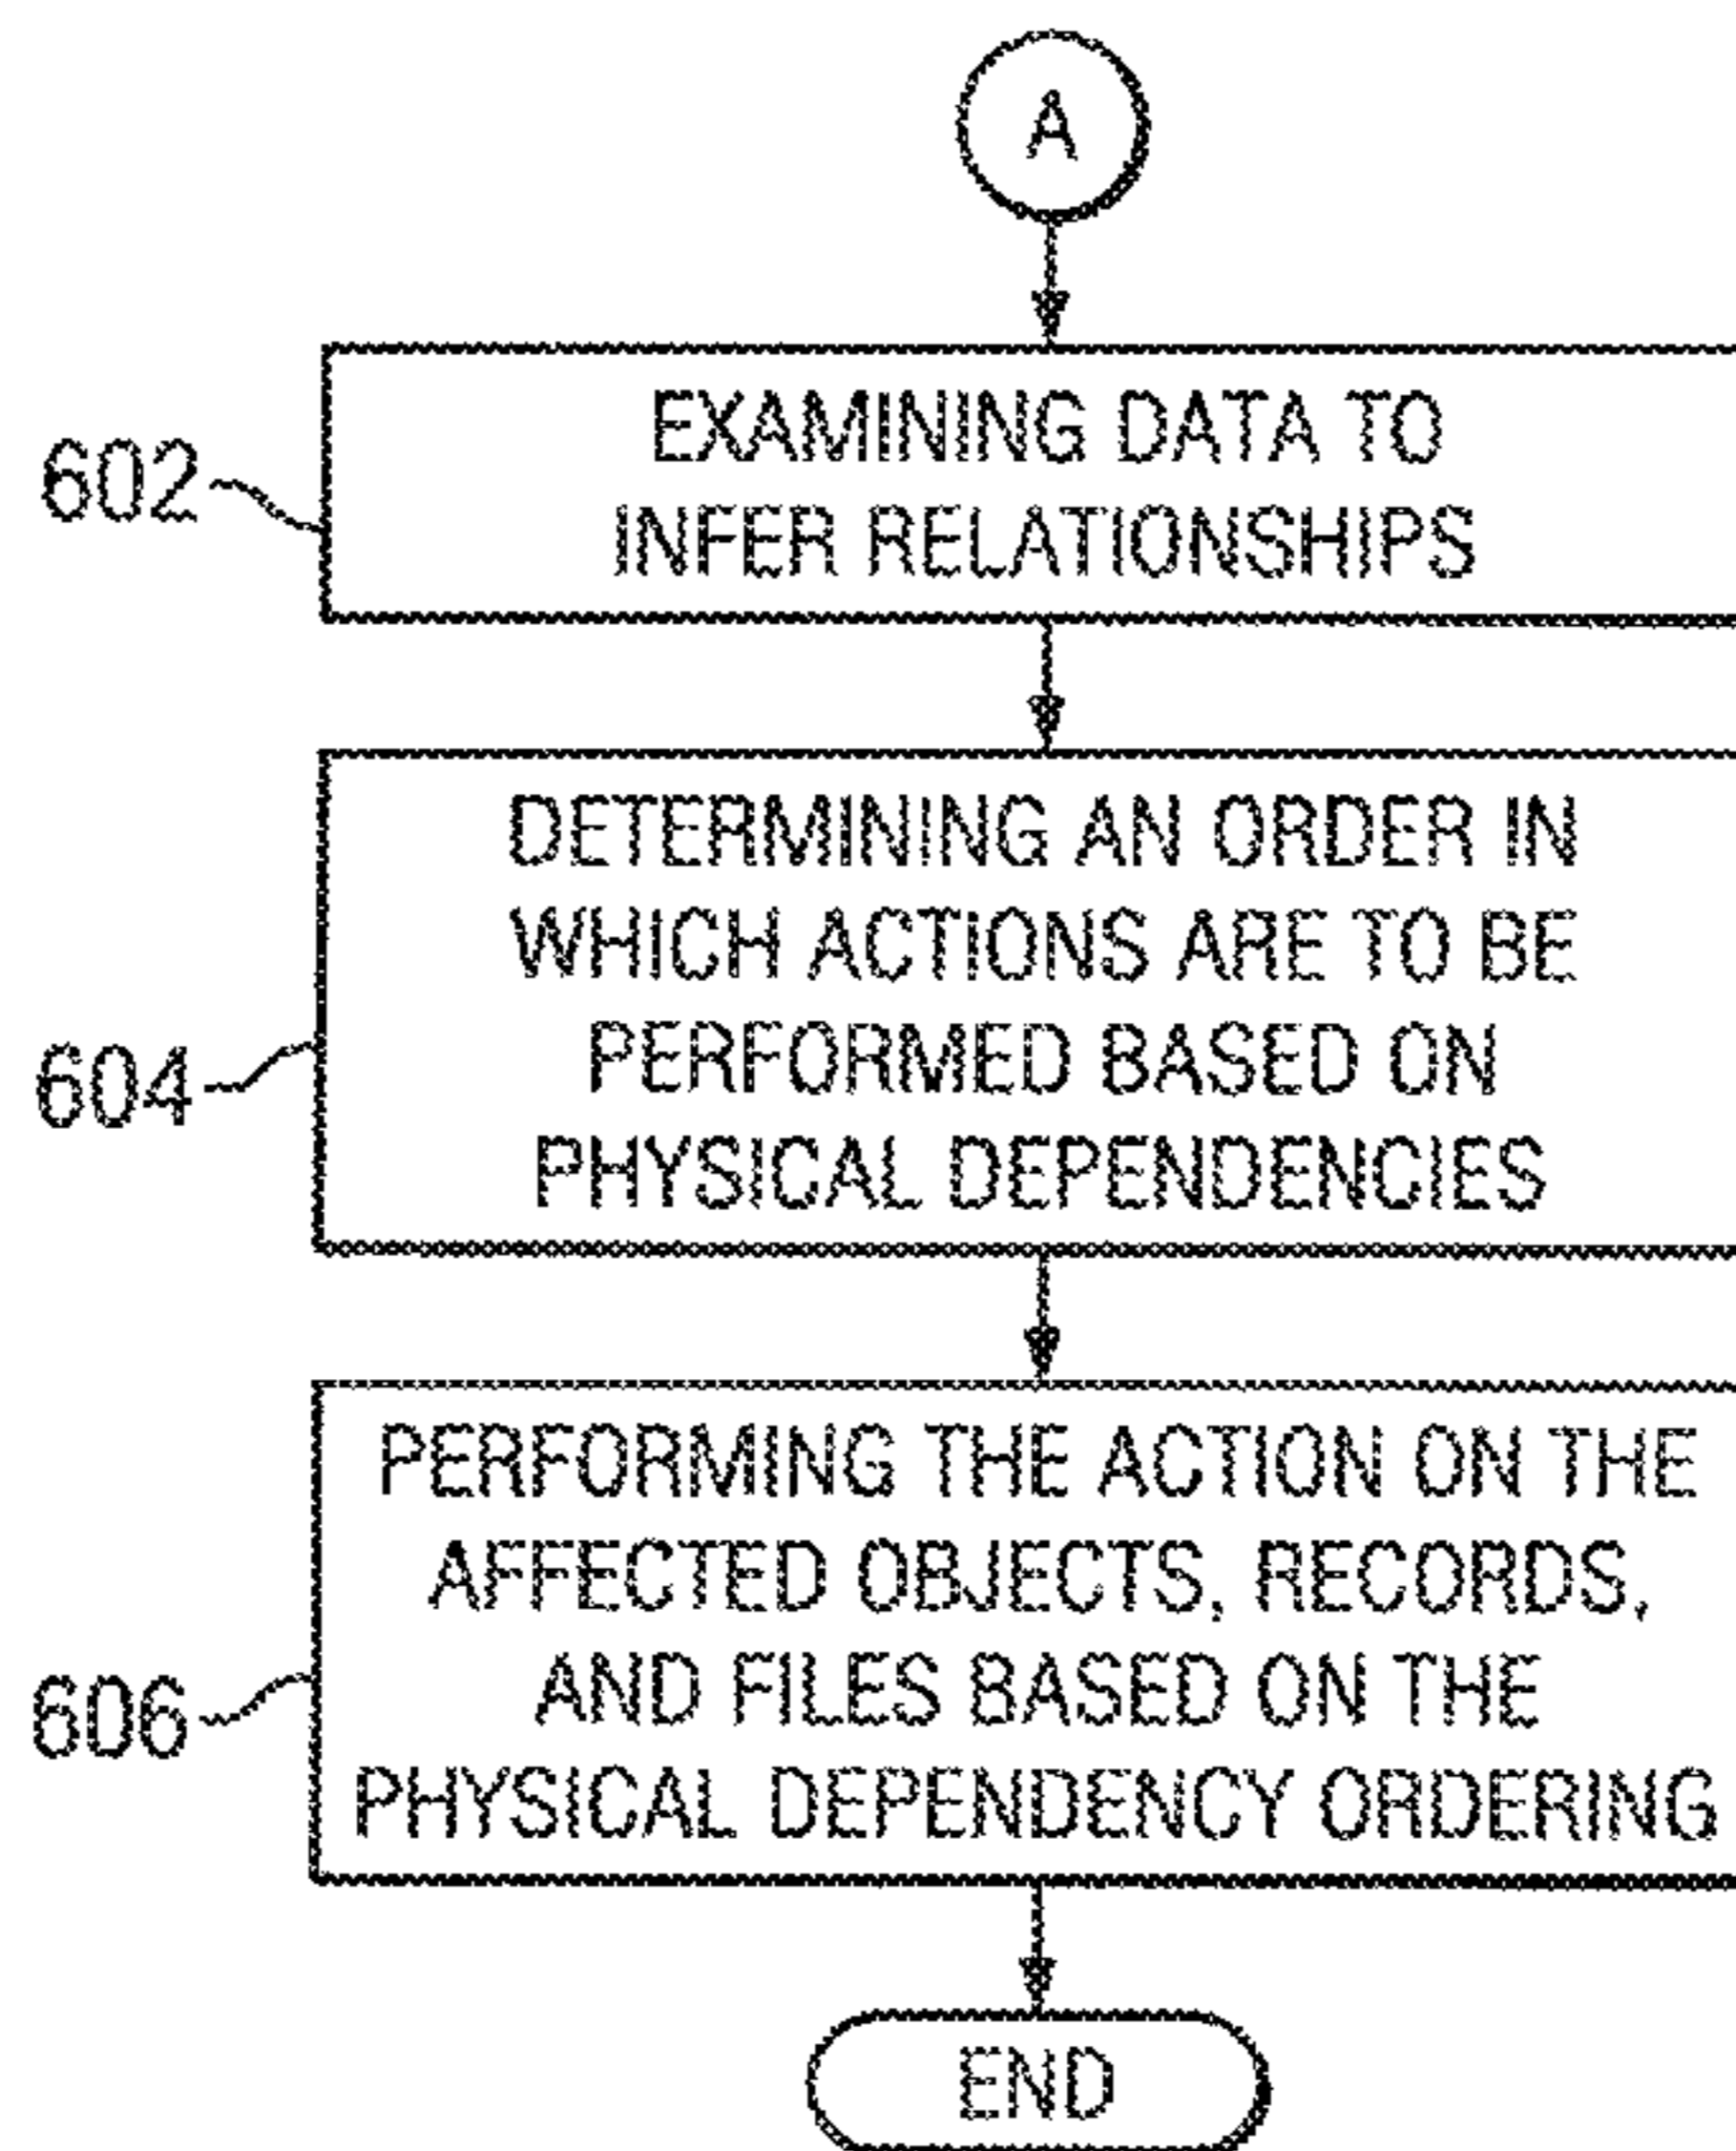 A
602
EXAMINING DATA TO
INFER RELATIONSHIPS
604
DETERMINING AN ORDER IN
WHICH ACTIONS ARE TO BE
PERFORMED BASED ON
PHYSICAL DEPENDENCIES
606
PERFORMING THE ACTION ON THE
AFFECTED OBJECTS, RECORDS,
AND FILES BASED ON THE
PHYSICAL DEPENDENCY ORDERING
END